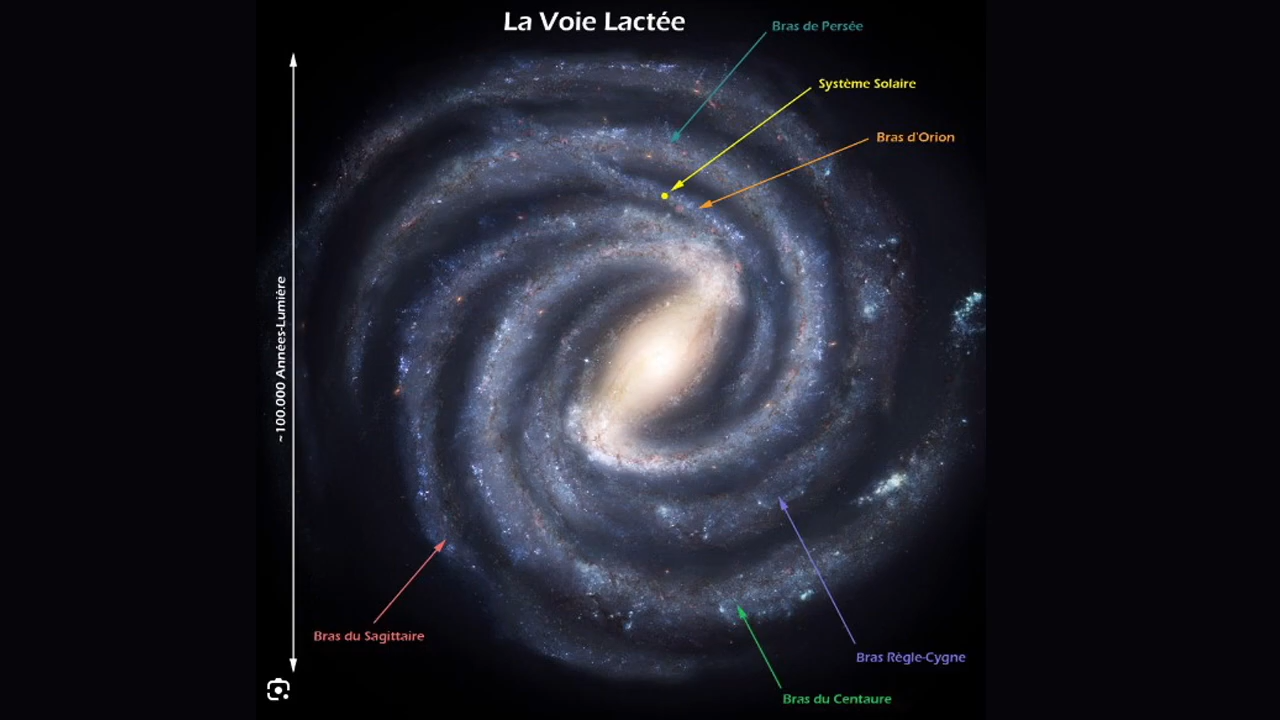 La Voie Lactée
Bras de Persée
Système Solaire
Bras d'Orion
~100.000 Années-Lumière
Bras du Sagittaire
Bras Règle-Cygne
Bras du Centaure